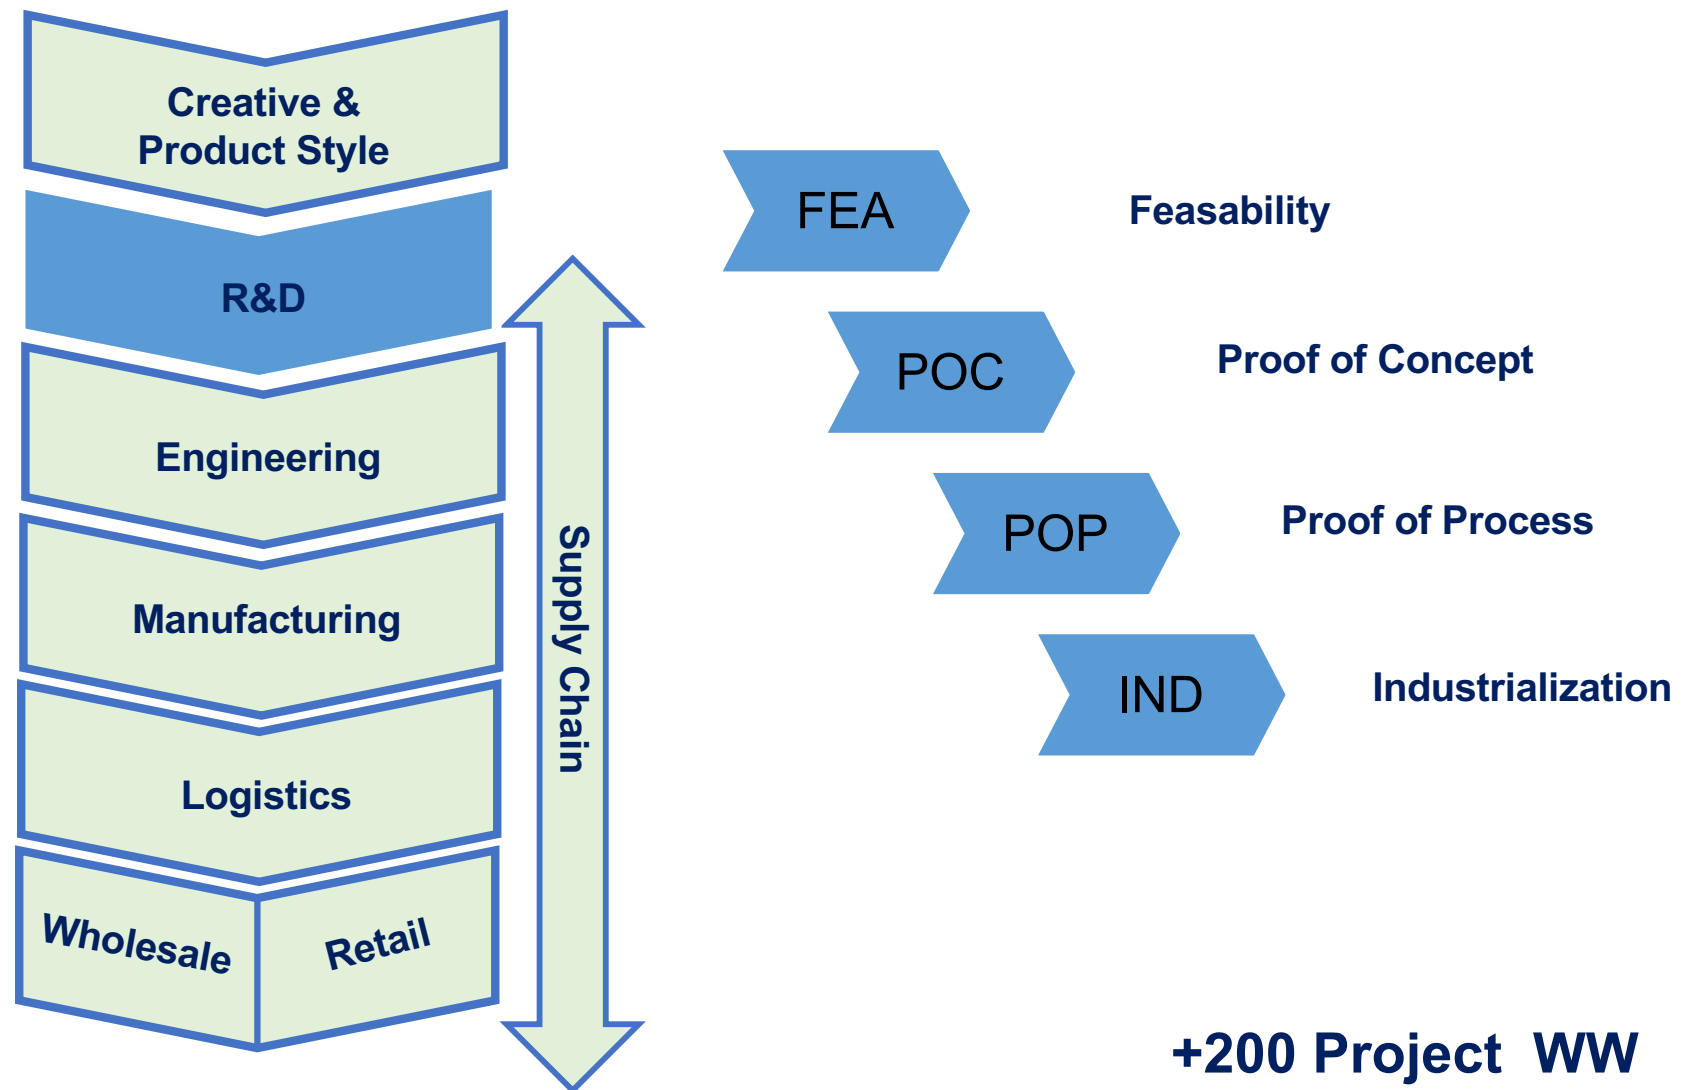 Creative &
Product Style
R&D
Engineering
Manufacturing
Logistics
Wholesale
Retail
Supply Chain
FEA
Feasability
POC
Proof of Concept
POP
Proof of Process
IND
Industrialization
+200 Project WW